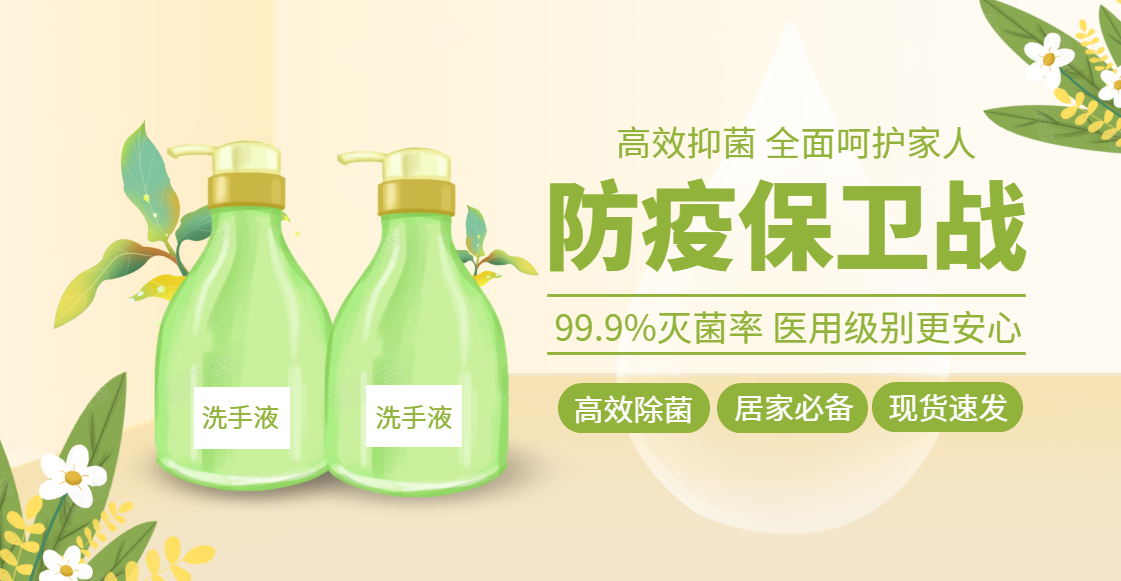 高效抑菌 全面呵护家人
防疫保卫战
99.9%灭菌率 医用级别更安心
高效除菌 居家必备 现货速发
洗手液 洗手液